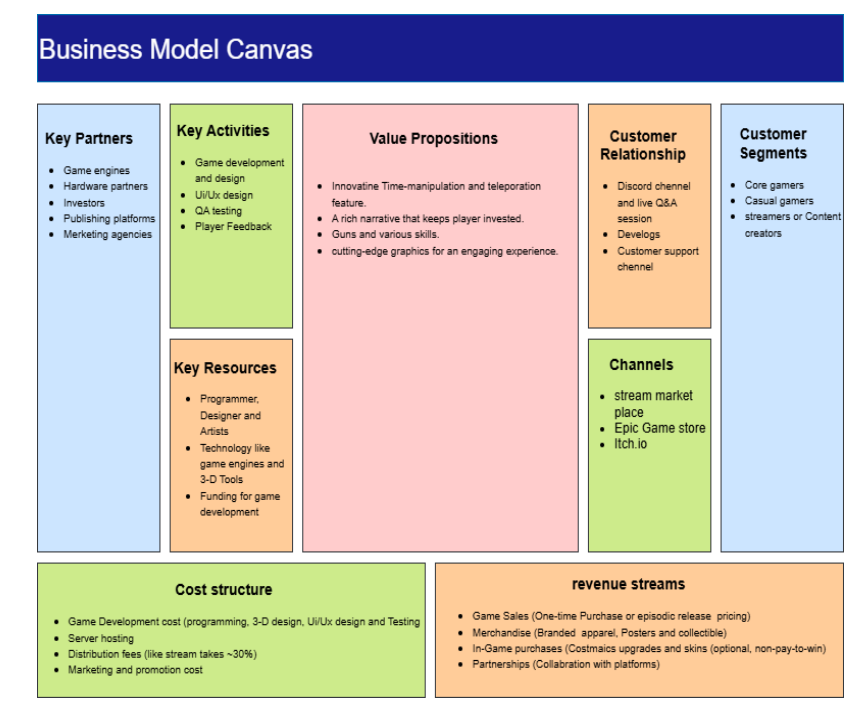 Business Model Canvas
Key Partners
Game engines
Hardware partners
Investors
Publishing platforms
Merketing agencies
Key Activities
Game development
and design
Ui/Ux design
QA testing
Player Feedback
Key Resources
Programmer,
Designer and
Artists
Technology like
game engines and
3-D Tools
Funding for game
development
Value Propositions
Innovatine Time-manipulation and teleporation
feature.
A rich narrative that keeps player invested.
Guns and various skills.
cutting-edge graphics for an engaging experience.
Customer
Relationship
Discord channel
and live Q&A
session
Develogs
Customer support
channel
Channels
stream market
place
Epic Game store
Itch.io
Customer
Segments
Core gamers
Casual gamers
streamers or Content
creators
Cost structure
Game Development cost (programming, 3-D design, Ui/Ux design and Testing
Server hosting
Distribution fees (like stream takes ~30%)
Marketing and promotion cost
revenue streams
Game Sales (One-time Purchase or episodic release pricing)
Merchandise (Branded apparel, Posters and collectible)
In-Game purchases (Costmaics upgrades and skins (optional, non-pay-to-win)
Partnerships (Collabration with platforms)